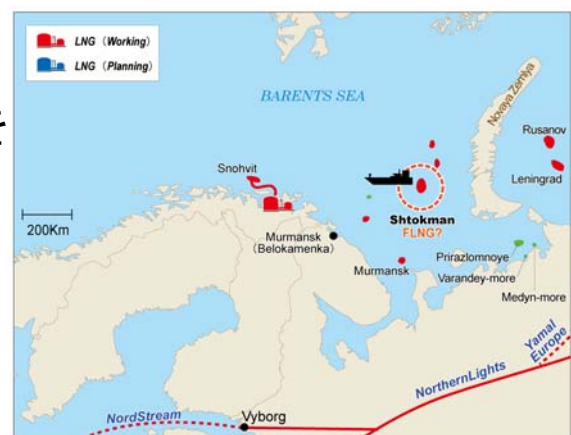 LNG (Working)
LNG (Planning)
BARENTS SEA
Novaya Zemlya
Rusanov
Leningrad
Snohvit
Shtokman
FLNG?
200Km
Murmansk
(Belokamenka)
Murmansk
Prirazlomnoye
Varandey-more
Medyn-more
Yamal
Europe
NorthernLights
NordStream
Vyborg